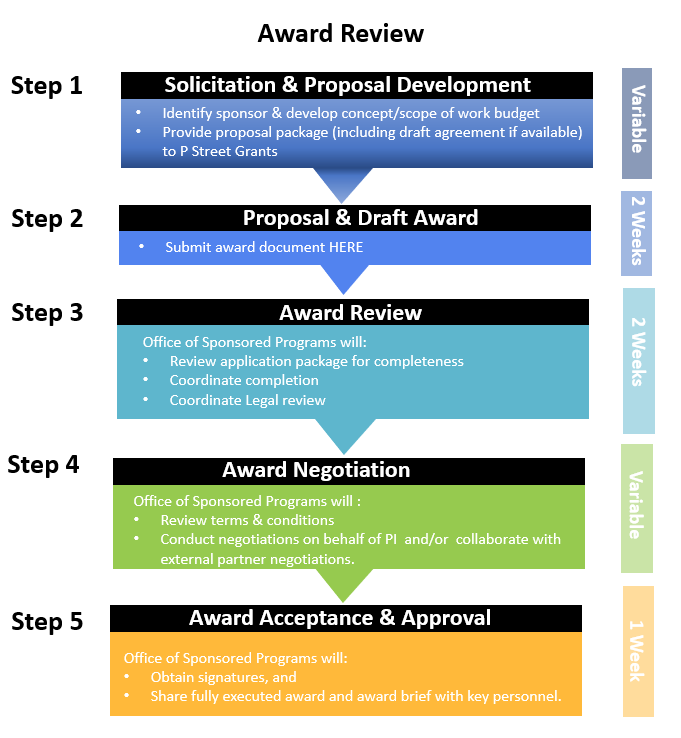 Award Review
Step 1
Solicitation & Proposal Development
• Identify sponsor & develop concept/scope of work budget
• Provide proposal package (including draft agreement if available)
to P Street Grants
Variable
Step 2
Proposal & Draft Award
• Submit award document HERE
2 Weeks
Step 3
Award Review
Office of Sponsored Programs will:
• Review application package for completeness
• Coordinate completion
• Coordinate Legal review
2 Weeks
Step 4
Award Negotiation
Office of Sponsored Programs will :
• Review terms & conditions
• Conduct negotiations on behalf of PI and/or collaborate with
external partner negotiations.
Variable
Step 5
Award Acceptance & Approval
Office of Sponsored Programs will:
• Obtain signatures, and
• Share fully executed award and award brief with key personnel.
1 Week